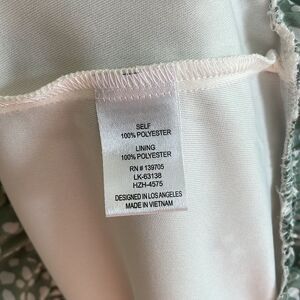 SELF
100% POLYESTER
LINING
100% POLYESTER
RN # 139705
LK-63138
HZH-4575
DESIGNED IN LOS ANGELES
MADE IN VIETNAM